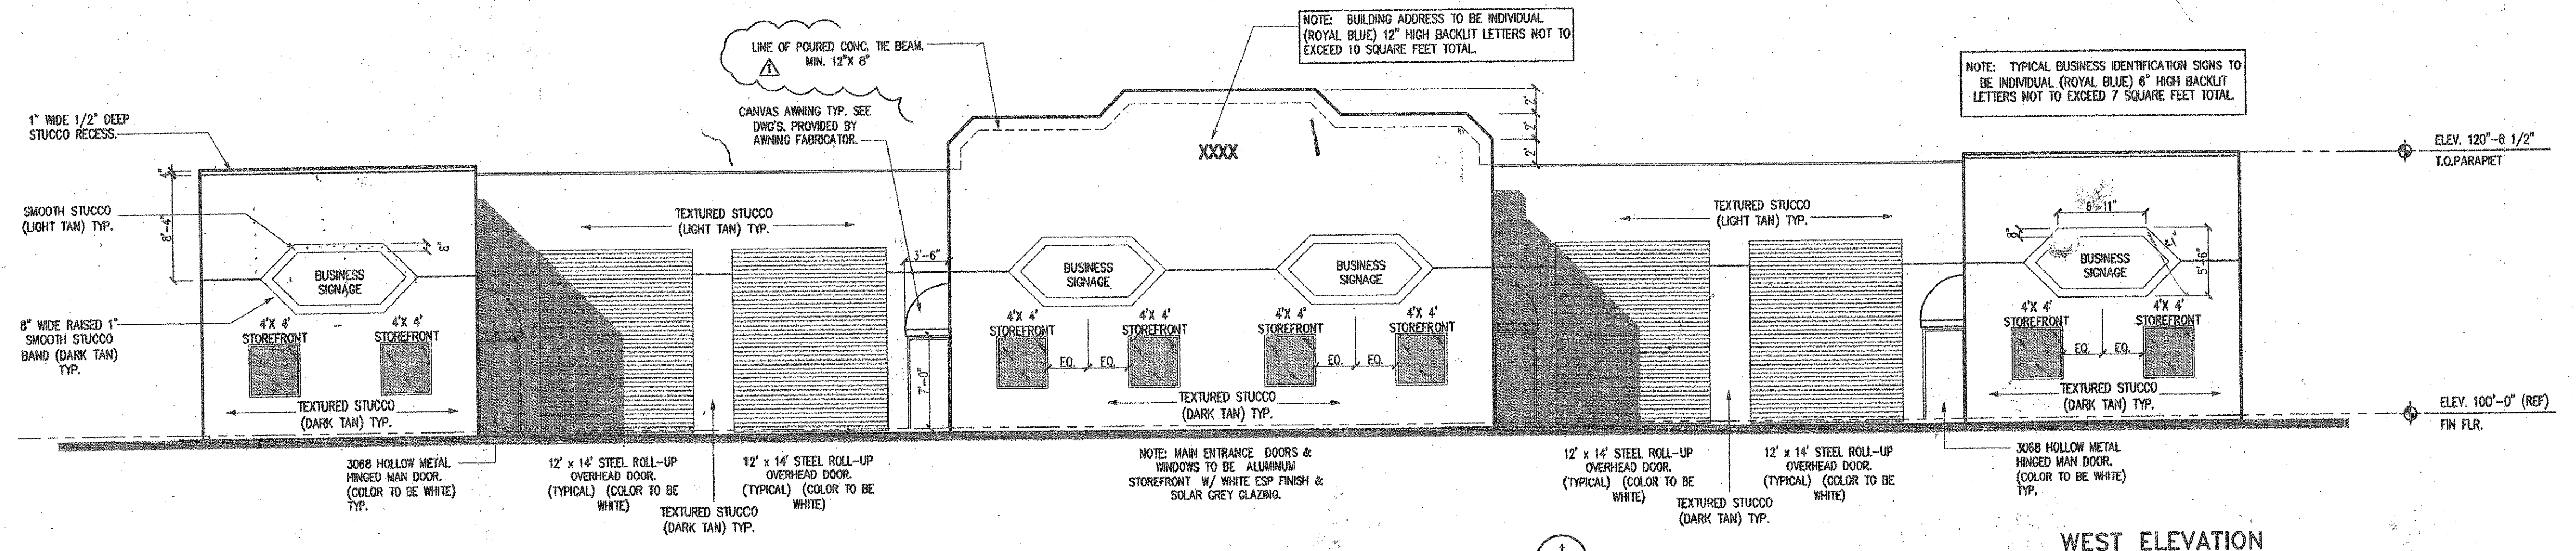 NOTE: BUILDING ADDRESS TO BE INDIVIDUAL
(ROYAL BLUE) 12" HIGH BACKLIT LETTERS NOT TO
EXCEED 10 SQUARE FEET TOTAL.
LINE OF POURED CONC. TIE BEAM.
MIN. 12"X 8"
1
NOTE: TYPICAL BUSINESS IDENTIFICATION SIGNS TO
BE INDIVIDUAL (ROYAL BLUE) 6" HIGH BACKLIT
LETTERS NOT TO EXCEED 7 SQUARE FEET TOTAL.
CANVAS AWNING TYP. SEE
DWG'S. PROVIDED BY
AWNING FABRICATOR.
1" WIDE 1/2" DEEP
STUCCO RECESS.
2'
2'
2'
XXXX
ELEV. 120"-6 1/2"
T.O.PARAPIET
SMOOTH STUCCO
(LIGHT TAN) TYP.
8'-4"
8"
TEXTURED STUCCO
(LIGHT TAN) TYP.
TEXTURED STUCCO
(LIGHT TAN) TYP.
6'-11"
8"
5'-6"
3'-6"
BUSINESS
SIGNAGE
BUSINESS
SIGNAGE
BUSINESS
SIGNAGE
BUSINESS
SIGNAGE
8" WIDE RAISED 1"
SMOOTH STUCCO
BAND (DARK TAN)
TYP.
4'X 4'
STOREFRONT
4'X 4'
STOREFRONT
4'X 4'
STOREFRONT
4'X 4'
STOREFRONT
4'X 4'
STOREFRONT
4'X 4'
STOREFRONT
4'X 4'
STOREFRONT
4'X 4'
STOREFRONT
EQ. EQ.
EQ. EQ.
EQ. EQ.
7'-0"
TEXTURED STUCCO
(DARK TAN) TYP.
TEXTURED STUCCO
(DARK TAN) TYP.
TEXTURED STUCCO
(DARK TAN) TYP.
ELEV. 100'-0" (REF)
FIN FLR.
3068 HOLLOW METAL
HINGED MAN DOOR.
(COLOR TO BE WHITE)
TYP.
12' x 14' STEEL ROLL-UP
OVERHEAD DOOR.
(TYPICAL) (COLOR TO BE
WHITE)
12' x 14' STEEL ROLL-UP
OVERHEAD DOOR.
(TYPICAL) (COLOR TO BE
WHITE)
TEXTURED STUCCO
(DARK TAN) TYP.
NOTE: MAIN ENTRANCE DOORS &
WINDOWS TO BE ALUMINUM
STOREFRONT W/ WHITE ESP FINISH &
SOLAR GREY GLAZING.
12' x 14' STEEL ROLL-UP
OVERHEAD DOOR.
(TYPICAL) (COLOR TO BE
WHITE)
12' x 14' STEEL ROLL-UP
OVERHEAD DOOR.
(TYPICAL) (COLOR TO BE
WHITE)
TEXTURED STUCCO
(DARK TAN) TYP.
3068 HOLLOW METAL
HINGED MAN DOOR.
(COLOR TO BE WHITE)
TYP.
1
WEST ELEVATION